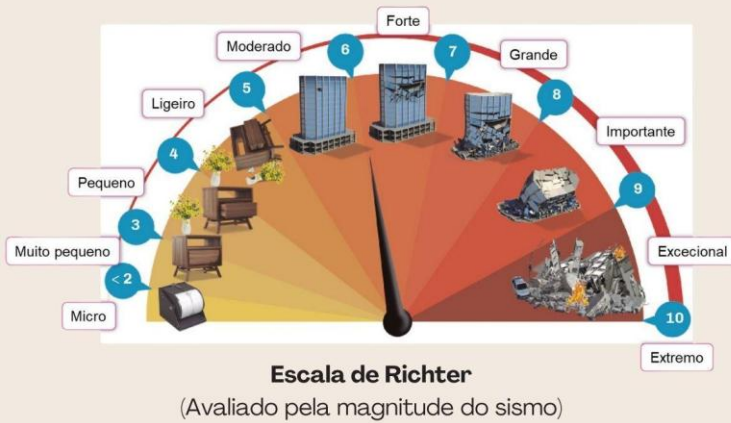 Micro
< 2
Muito pequeno
3
Pequeno
4
Ligeiro
5
Moderado
6
Forte
7
Grande
8
Importante
9
Excecional
10
Extremo
Escala de Richter
(Avaliado pela magnitude do sismo)